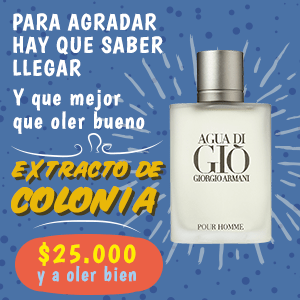 PARA AGRADAR
HAY QUE SABER
LLEGAR
Y que mejor
que oler bueno
EXTRACTO DE
COLONIA
$25.000
y a oler bien
ACQUA DI
GIÒ
GIORGIO ARMANI
POUR HOMME